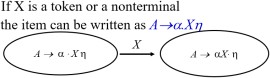 If X is a token or a nonterminal
the item can be written as A→α.Xη
X
A → α · X η
A → αX· η